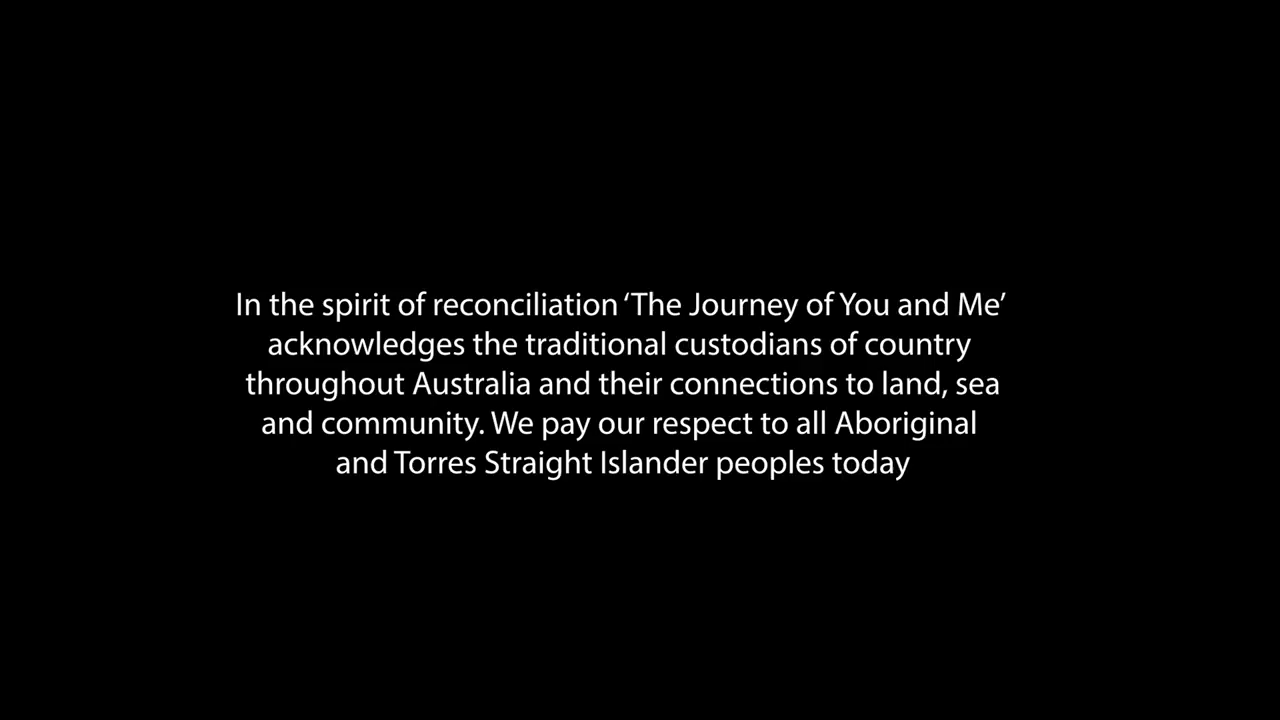 In the spirit of reconciliation ‘The Journey of You and Me’
acknowledges the traditional custodians of country
throughout Australia and their connections to land, sea
and community. We pay our respect to all Aboriginal
and Torres Straight Islander peoples today